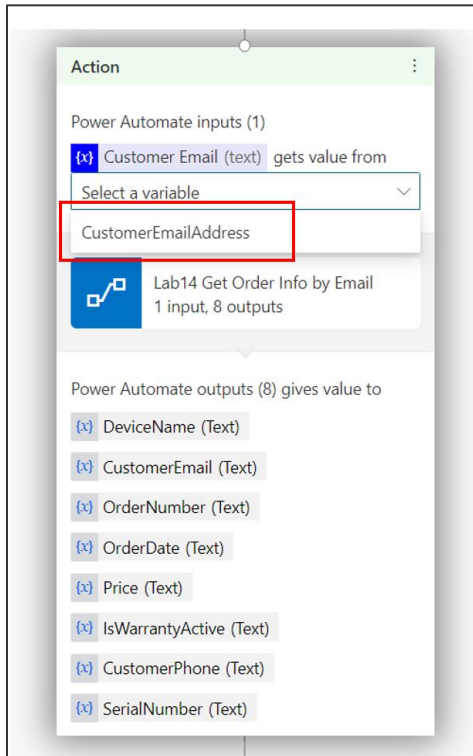 Action
Power Automate inputs (1)
{x} Customer Email (text) gets value from
Select a variable
CustomerEmailAddress
Lab14 Get Order Info by Email
1 input, 8 outputs
Power Automate outputs (8) gives value to
{x} DeviceName (Text)
{x} CustomerEmail (Text)
{x} OrderNumber (Text)
{x} OrderDate (Text)
{x} Price (Text)
{x} IsWarrantyActive (Text)
{x} CustomerPhone (Text)
{x} SerialNumber (Text)